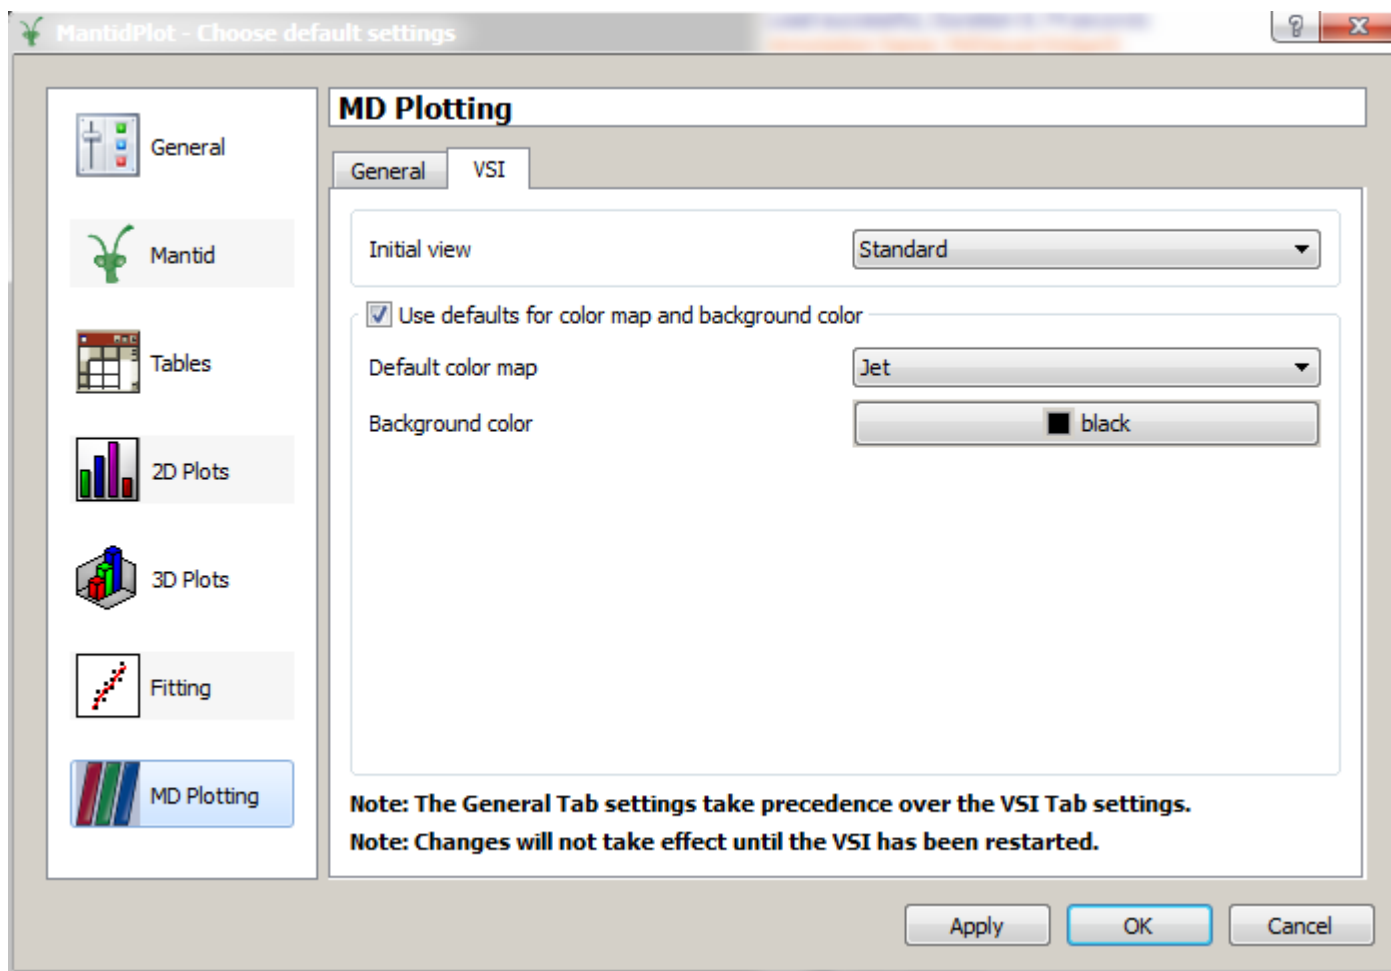 MantidPlot - Choose default settings
General
Mantid
Tables
2D Plots
3D Plots
Fitting
MD Plotting
MD Plotting
General VSI
Initial view Standard
Use defaults for color map and background color
Default color map Jet
Background color black
Note: The General Tab settings take precedence over the VSI Tab settings.
Note: Changes will not take effect until the VSI has been restarted.
Apply OK Cancel